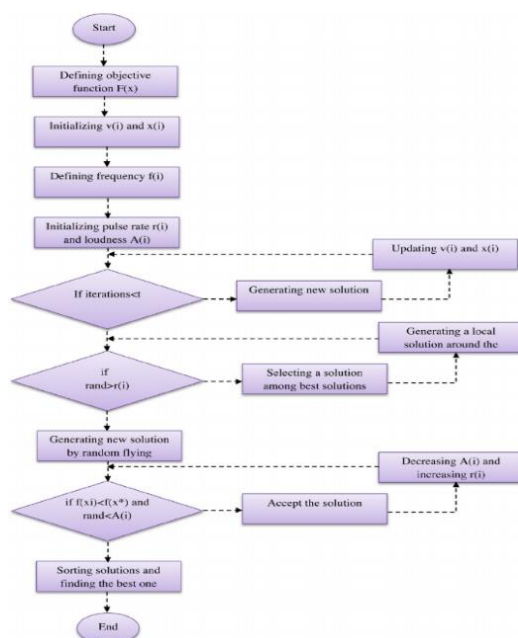 Start
Defining objective
function F(x)
Initializing v(i) and x(i)
Defining frequency f(i)
Initializing pulse rate r(i)
and loudness A(i)
Updating v(i) and x(i)
If iterations<t
Generating new solution
Generating a local
solution around the
if
rand>r(i)
Selecting a solution
among best solutions
Generating new solution
by random flying
Decreasing A(i) and
increasing r(i)
if f(xi)<f(x*) and
rand<A(i)
Accept the solution
Sorting solutions and
finding the best one
End